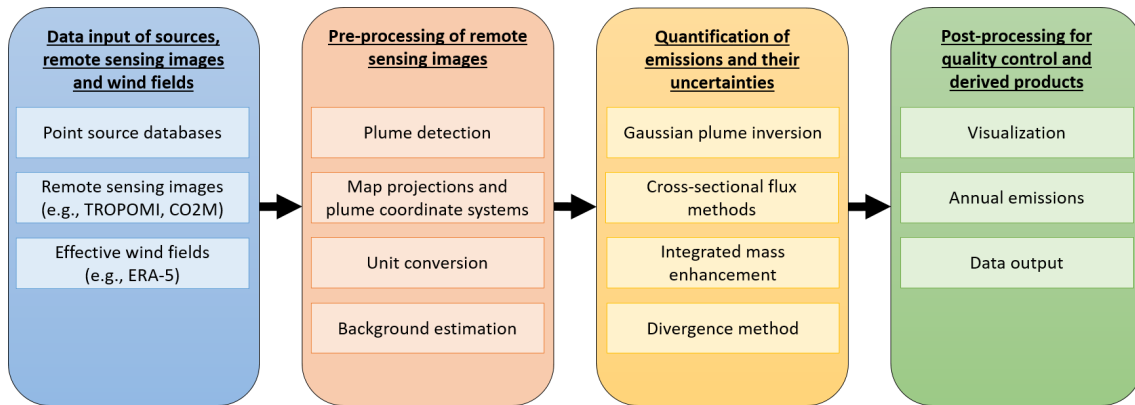 Data input of sources,
remote sensing images
and wind fields
Point source databases
Remote sensing images
(e.g., TROPOMI, CO2M)
Effective wind fields
(e.g., ERA-5)
Pre-processing of remote
sensing images
Plume detection
Map projections and
plume coordinate systems
Unit conversion
Background estimation
Quantification of
emissions and their
uncertainties
Gaussian plume inversion
Cross-sectional flux
methods
Integrated mass
enhancement
Divergence method
Post-processing for
quality control and
derived products
Visualization
Annual emissions
Data output